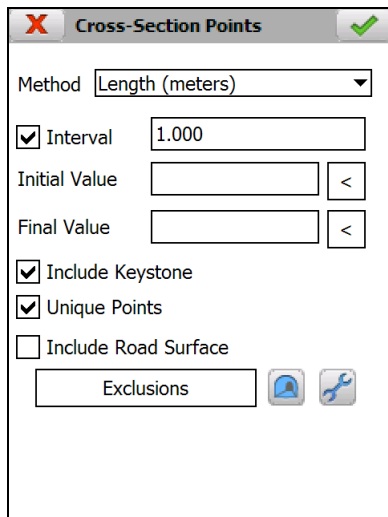 Cross-Section Points
Method Length (meters)
Interval 1.000
Initial Value <
Final Value <
Include Keystone
Unique Points
Include Road Surface
Exclusions